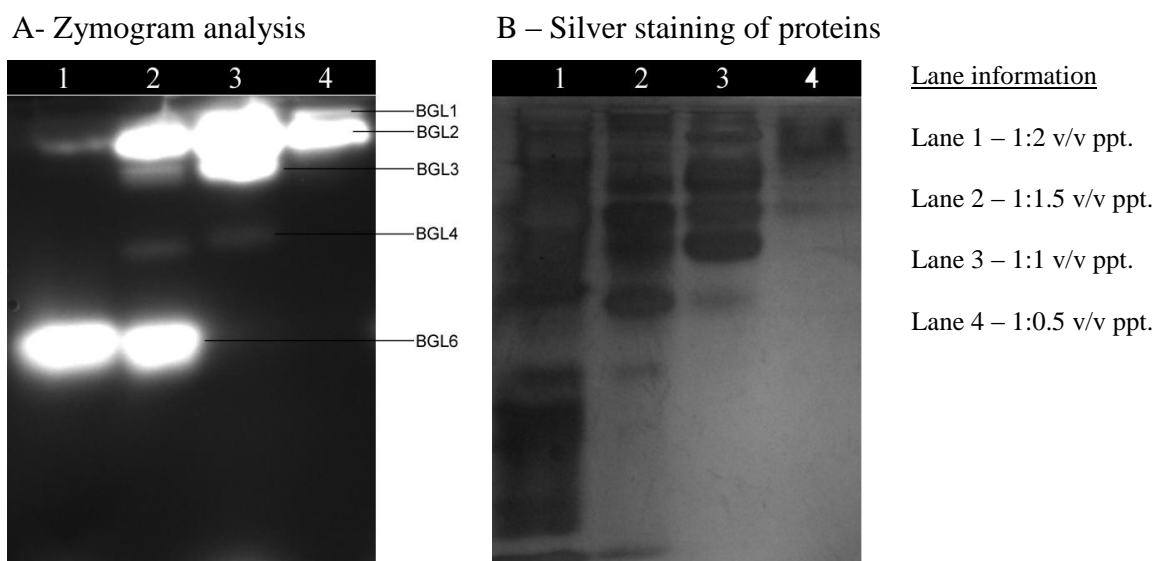 A- Zymogram analysis
B – Silver staining of proteins
1 2 3 4
1 2 3 4
BGL1
BGL2
BGL3
BGL4
BGL6
Lane information
Lane 1 – 1:2 v/v ppt.
Lane 2 – 1:1.5 v/v ppt.
Lane 3 – 1:1 v/v ppt.
Lane 4 – 1:0.5 v/v ppt.